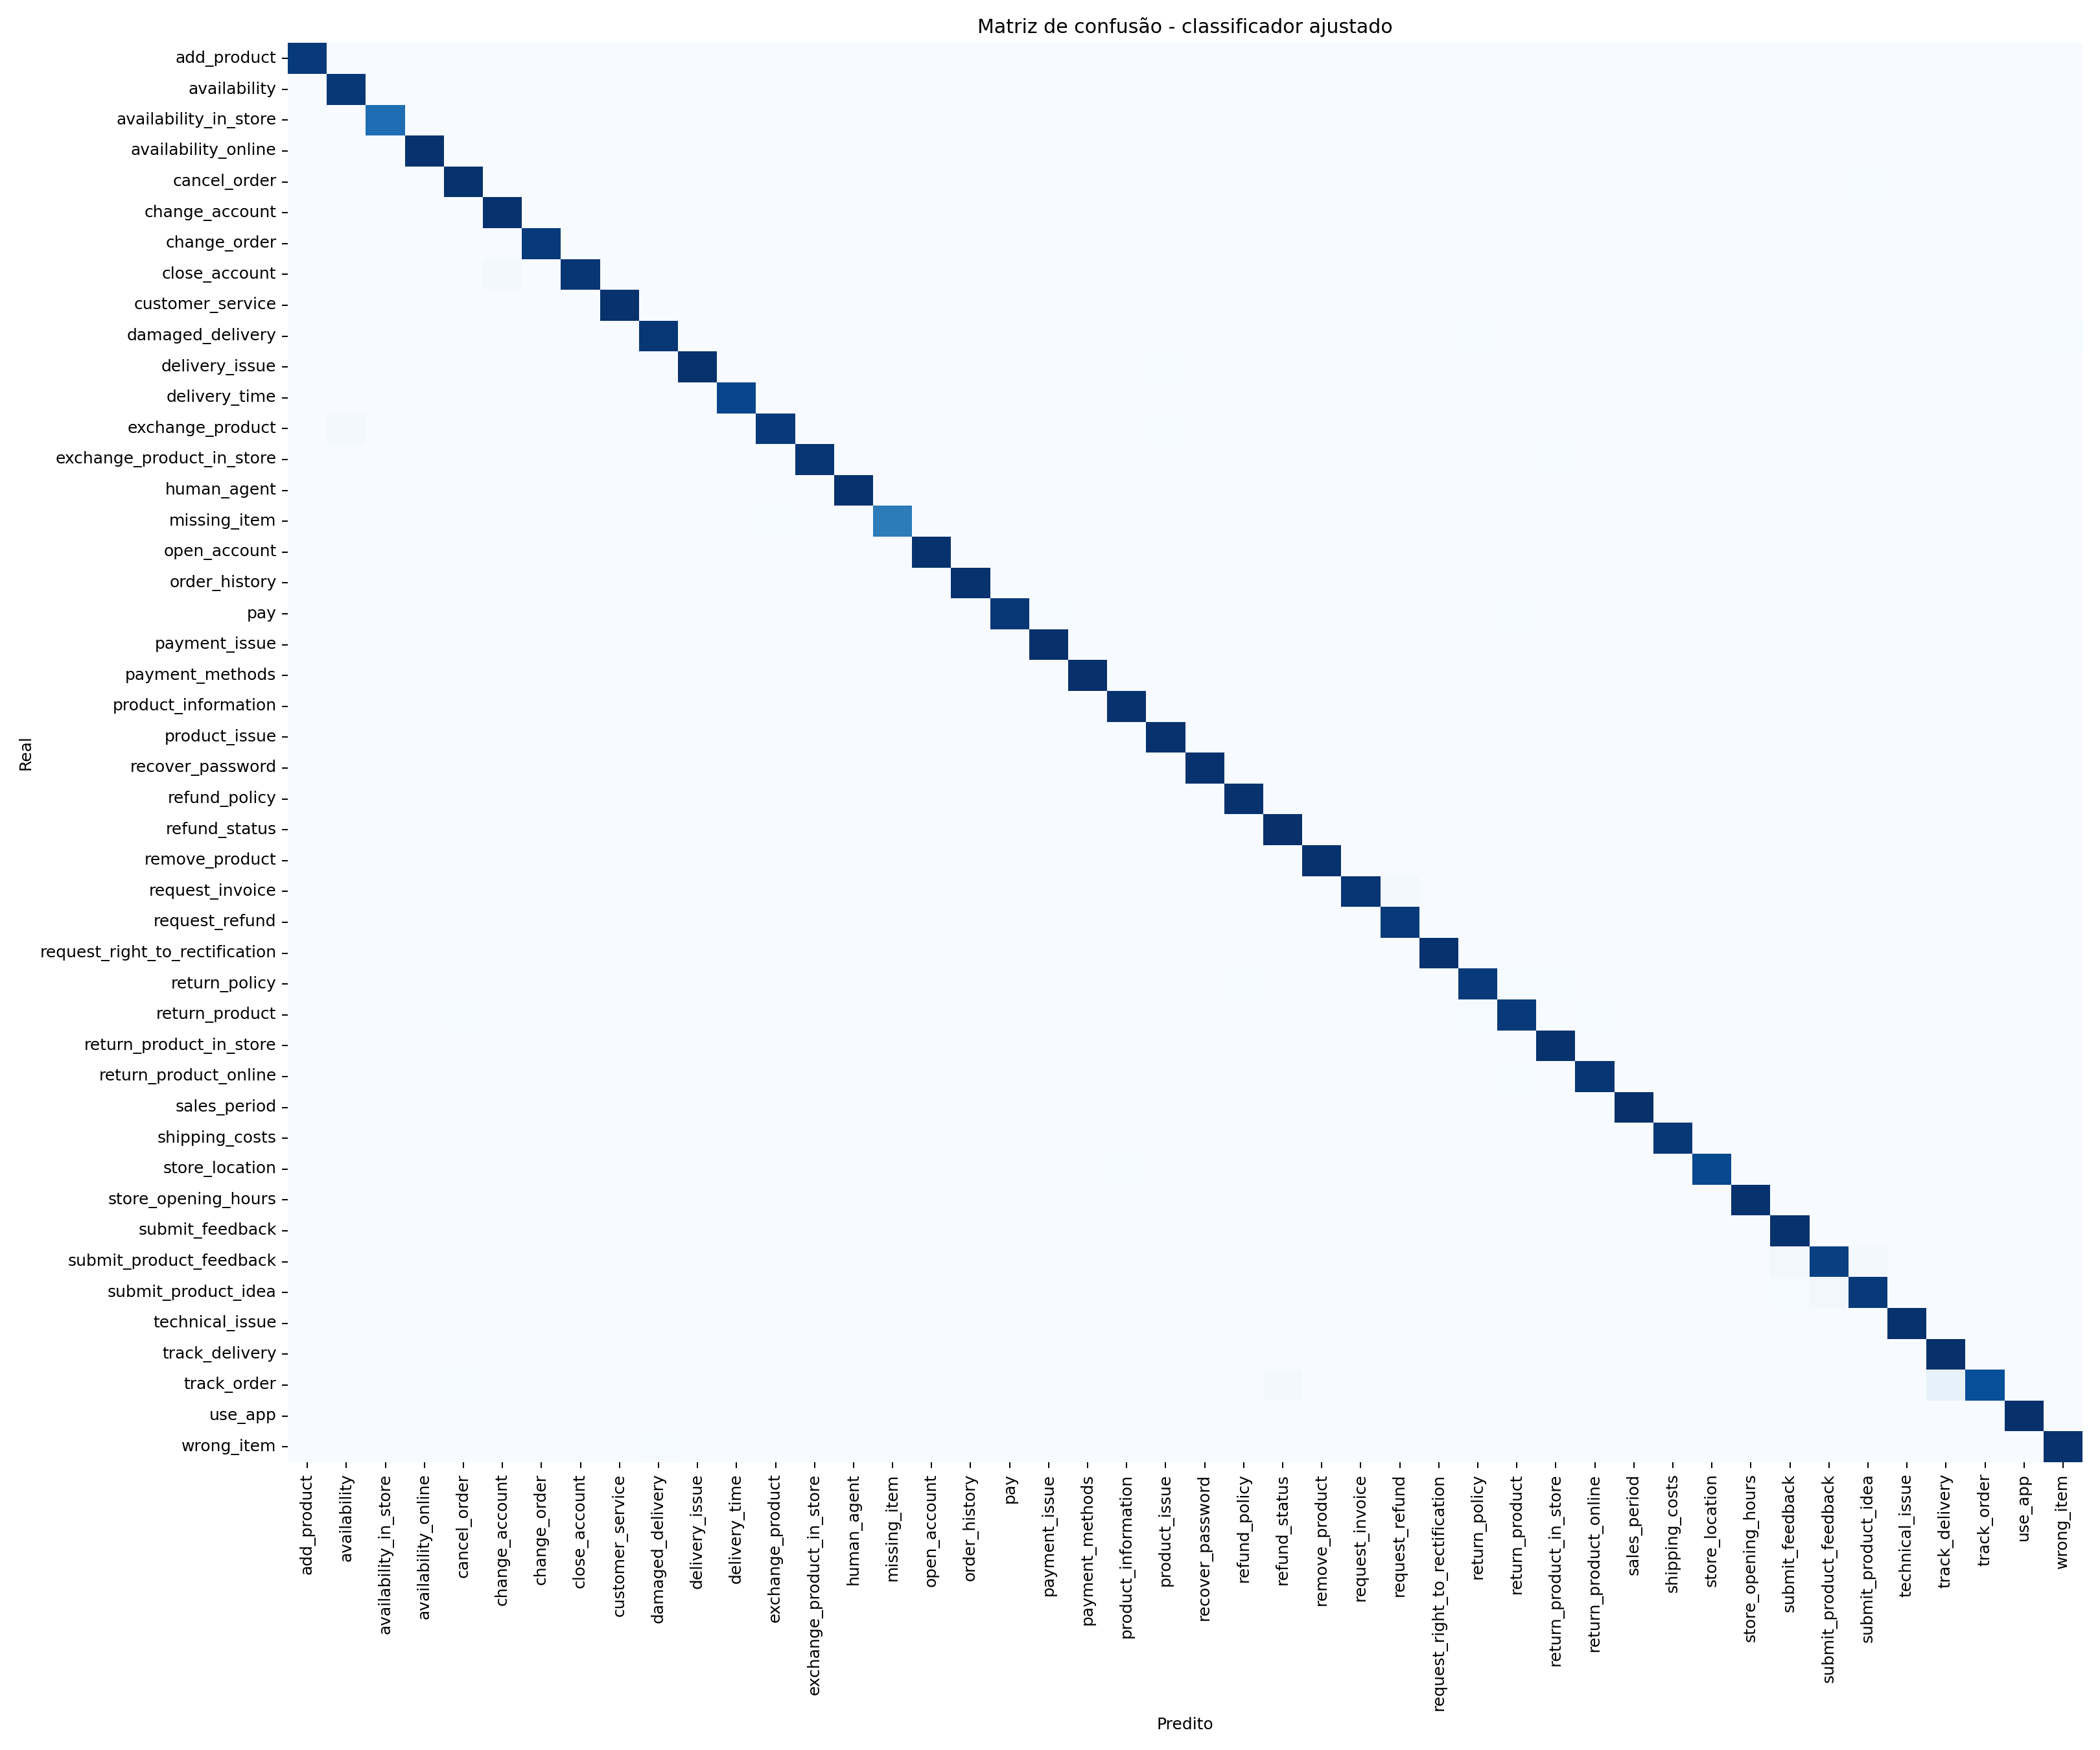 Matriz de confusão - classificador ajustado
add_product
availability
availability_in_store
availability_online
cancel_order
change_account
change_order
close_account
customer_service
damaged_delivery
delivery_issue
delivery_time
exchange_product
exchange_product_in_store
human_agent
missing_item
open_account
order_history
pay
payment_issue
payment_methods
product_information
product_issue
recover_password
refund_policy
refund_status
remove_product
request_invoice
request_refund
request_right_to_rectification
return_policy
return_product
return_product_in_store
return_product_online
sales_period
shipping_costs
store_location
store_opening_hours
submit_feedback
submit_product_feedback
submit_product_idea
technical_issue
track_delivery
track_order
use_app
wrong_item
Real
add_product
availability
availability_in_store
availability_online
cancel_order
change_account
change_order
close_account
customer_service
damaged_delivery
delivery_issue
delivery_time
exchange_product
exchange_product_in_store
human_agent
missing_item
open_account
order_history
pay
payment_issue
payment_methods
product_information
product_issue
recover_password
refund_policy
refund_status
remove_product
request_invoice
request_refund
request_right_to_rectification
return_policy
return_product
return_product_in_store
return_product_online
sales_period
shipping_costs
store_location
store_opening_hours
submit_feedback
submit_product_feedback
submit_product_idea
technical_issue
track_delivery
track_order
use_app
wrong_item
Predito